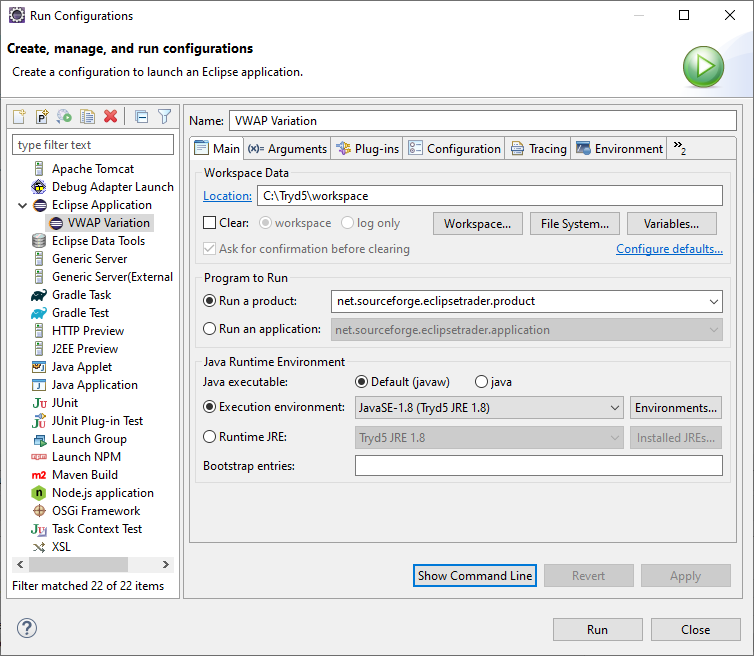 Run Configurations
Create, manage, and run configurations
Create a configuration to launch an Eclipse application.
type filter text
Apache Tomcat
Debug Adapter Launch
Eclipse Application
VWAP Variation
Eclipse Data Tools
Generic Server
Generic Server(External
Gradle Task
Gradle Test
HTTP Preview
J2EE Preview
Java Applet
Java Application
JUnit
JUnit Plug-in Test
Launch Group
Launch NPM
Maven Build
Node.js application
OSGi Framework
Task Context Test
XSL
Filter matched 22 of 22 items
Name: VWAP Variation
Main (x)= Arguments Plug-ins Configuration Tracing Environment »2
Workspace Data
Location: C:\Tryd5\workspace
Clear: workspace log only Workspace... File System... Variables...
Ask for confirmation before clearing Configure defaults...
Program to Run
Run a product: net.sourceforge.eclipsetrader.product
Run an application: net.sourceforge.eclipsetrader.application
Java Runtime Environment
Java executable: Default (javaw) java
Execution environment: JavaSE-1.8 (Tryd5 JRE 1.8) Environments...
Runtime JRE: Tryd5 JRE 1.8 Installed JREs...
Bootstrap entries:
Show Command Line Revert Apply
Run Close